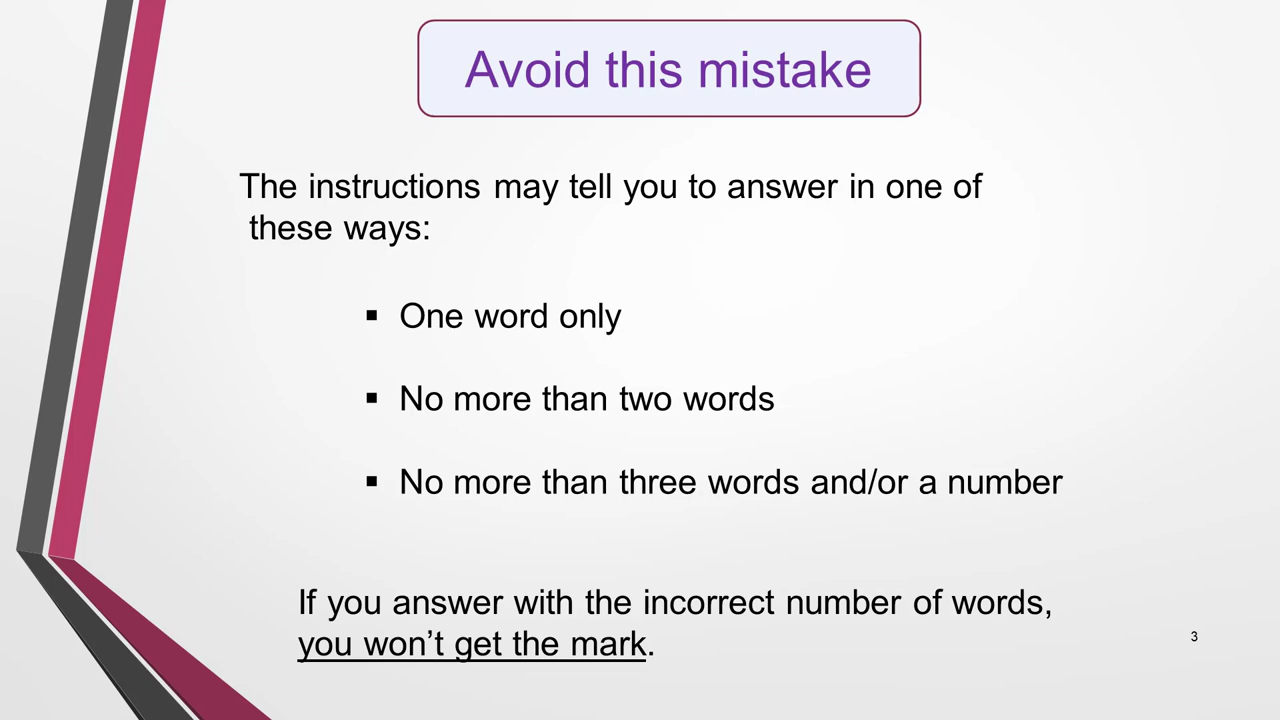 Avoid this mistake
The instructions may tell you to answer in one of
these ways:
▪ One word only
▪ No more than two words
▪ No more than three words and/or a number
If you answer with the incorrect number of words,
you won’t get the mark.
3